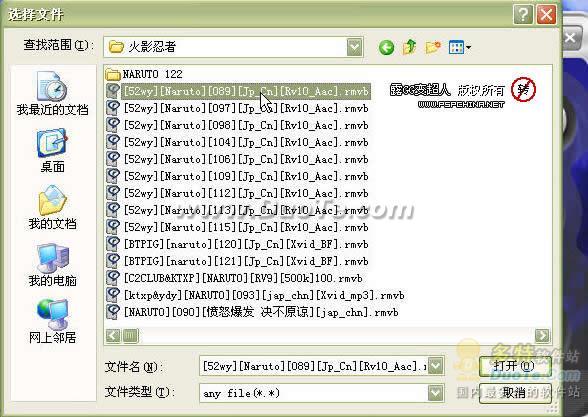 选择文件
查找范围(I):
火影忍者
NARUTO 122
[52wy][Naruto][089][Jp_Cn][Rv10_Aac].rmvb
[52wy][Naruto][097][Jp_Cn][Rv10_Aac].rmvb
[52wy][Naruto][098][Jp_Cn][Rv10_Aac].rmvb
[52wy][Naruto][104][Jp_Cn][Rv10_Aac].rmvb
[52wy][Naruto][106][Jp_Cn][Rv10_Aac].rmvb
[52wy][Naruto][109][Jp_Cn][Rv10_Aac].rmvb
[52wy][Naruto][112][Jp_Cn][Rv10_Aac].rmvb
[52wy][Naruto][113][Jp_Cn][Rv10_Aac].rmvb
[52wy][Naruto][115][Jp_Cn][Rv10_Aac].rmvb
[BTPIG][naruto][120][Jp_Cn][Xvid_BF].rmvb
[BTPIG][naruto][121][Jp_Cn][Xvid_BF].rmvb
[C2CLUB&KTXP][NARUTO][RV9][500k]100.rmvb
[ktxp&ydy][NARUTO][093][jap_chn][Xvid_mp3].rmvb
[NARUTO][090][愤怒爆发 决不原谅][jap_chn].rmvb
我最近的文档
桌面
我的文档
我的电脑
网上邻居
版权所有
转
WWW.PSPCHINA.NET
文件名(N):
[52wy][Naruto][089][Jp_Cn][Rv10_Aac].r
打开(O)
文件类型(T):
any file(*.*)
取消
多特软件站
国内最安全的软件站